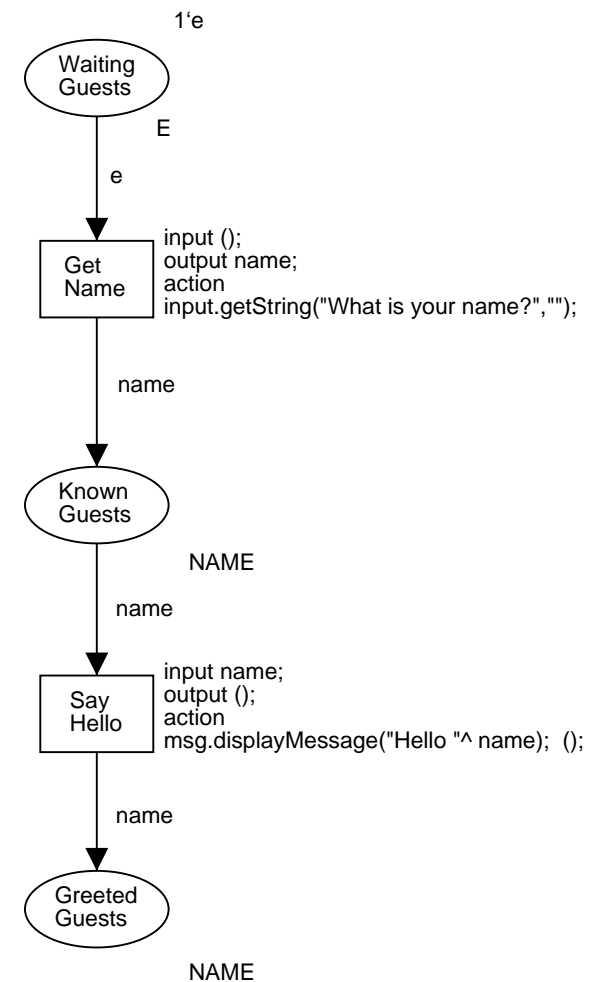 1‘e
Waiting
Guests
E
e
input ();
output name;
action
input.getString("What is your name?","");
Get
Name
name
Known
Guests
NAME
name
input name;
output ();
action
msg.displayMessage("Hello "^ name);  ();
Say
Hello
name
Greeted
Guests
NAME